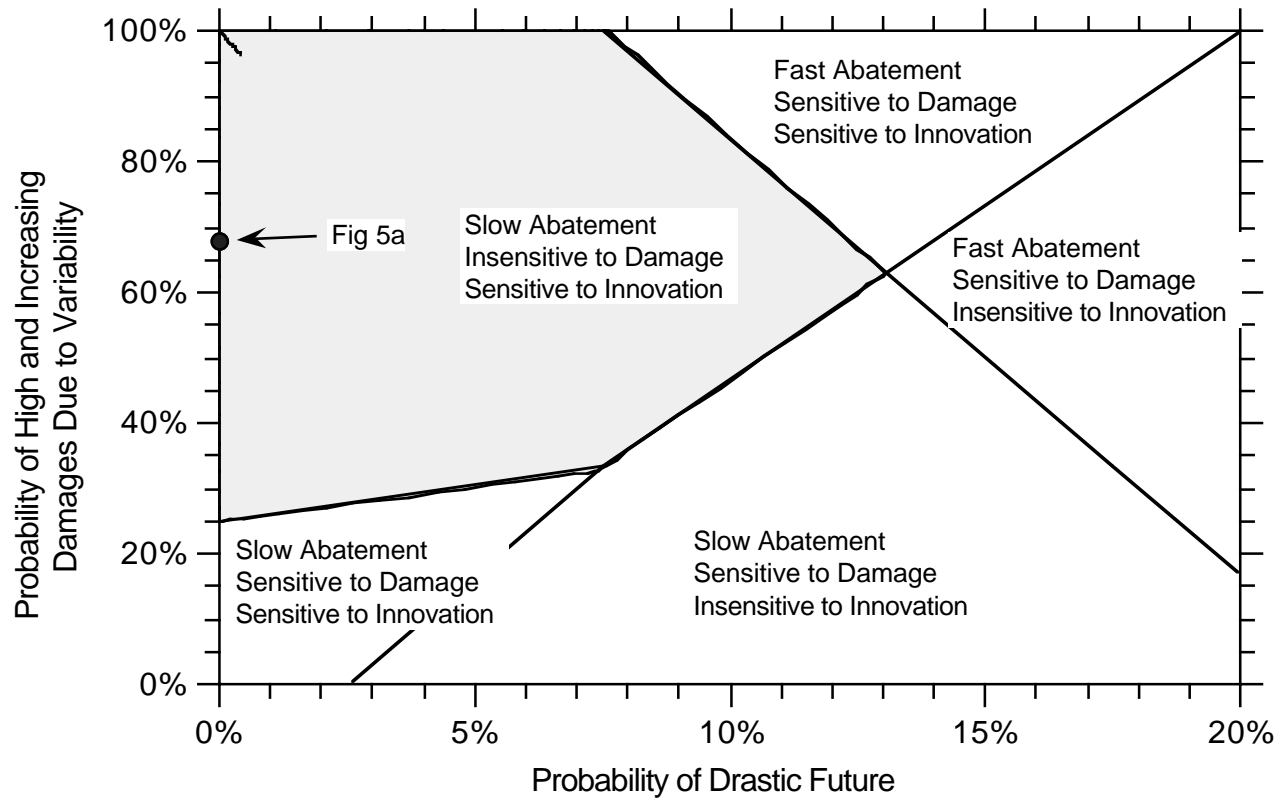 Probability of High and Increasing
Damages Due to Variability
100%
80%
60%
40%
20%
0%
Fast Abatement
Sensitive to Damage
Sensitive to Innovation
Fig 5a
Slow Abatement
Insensitive to Damage
Sensitive to Innovation
Fast Abatement
Sensitive to Damage
Insensitive to Innovation
Slow Abatement
Sensitive to Damage
Sensitive to Innovation
Slow Abatement
Sensitive to Damage
Insensitive to Innovation
0%
5%
10%
15%
20%
Probability of Drastic Future